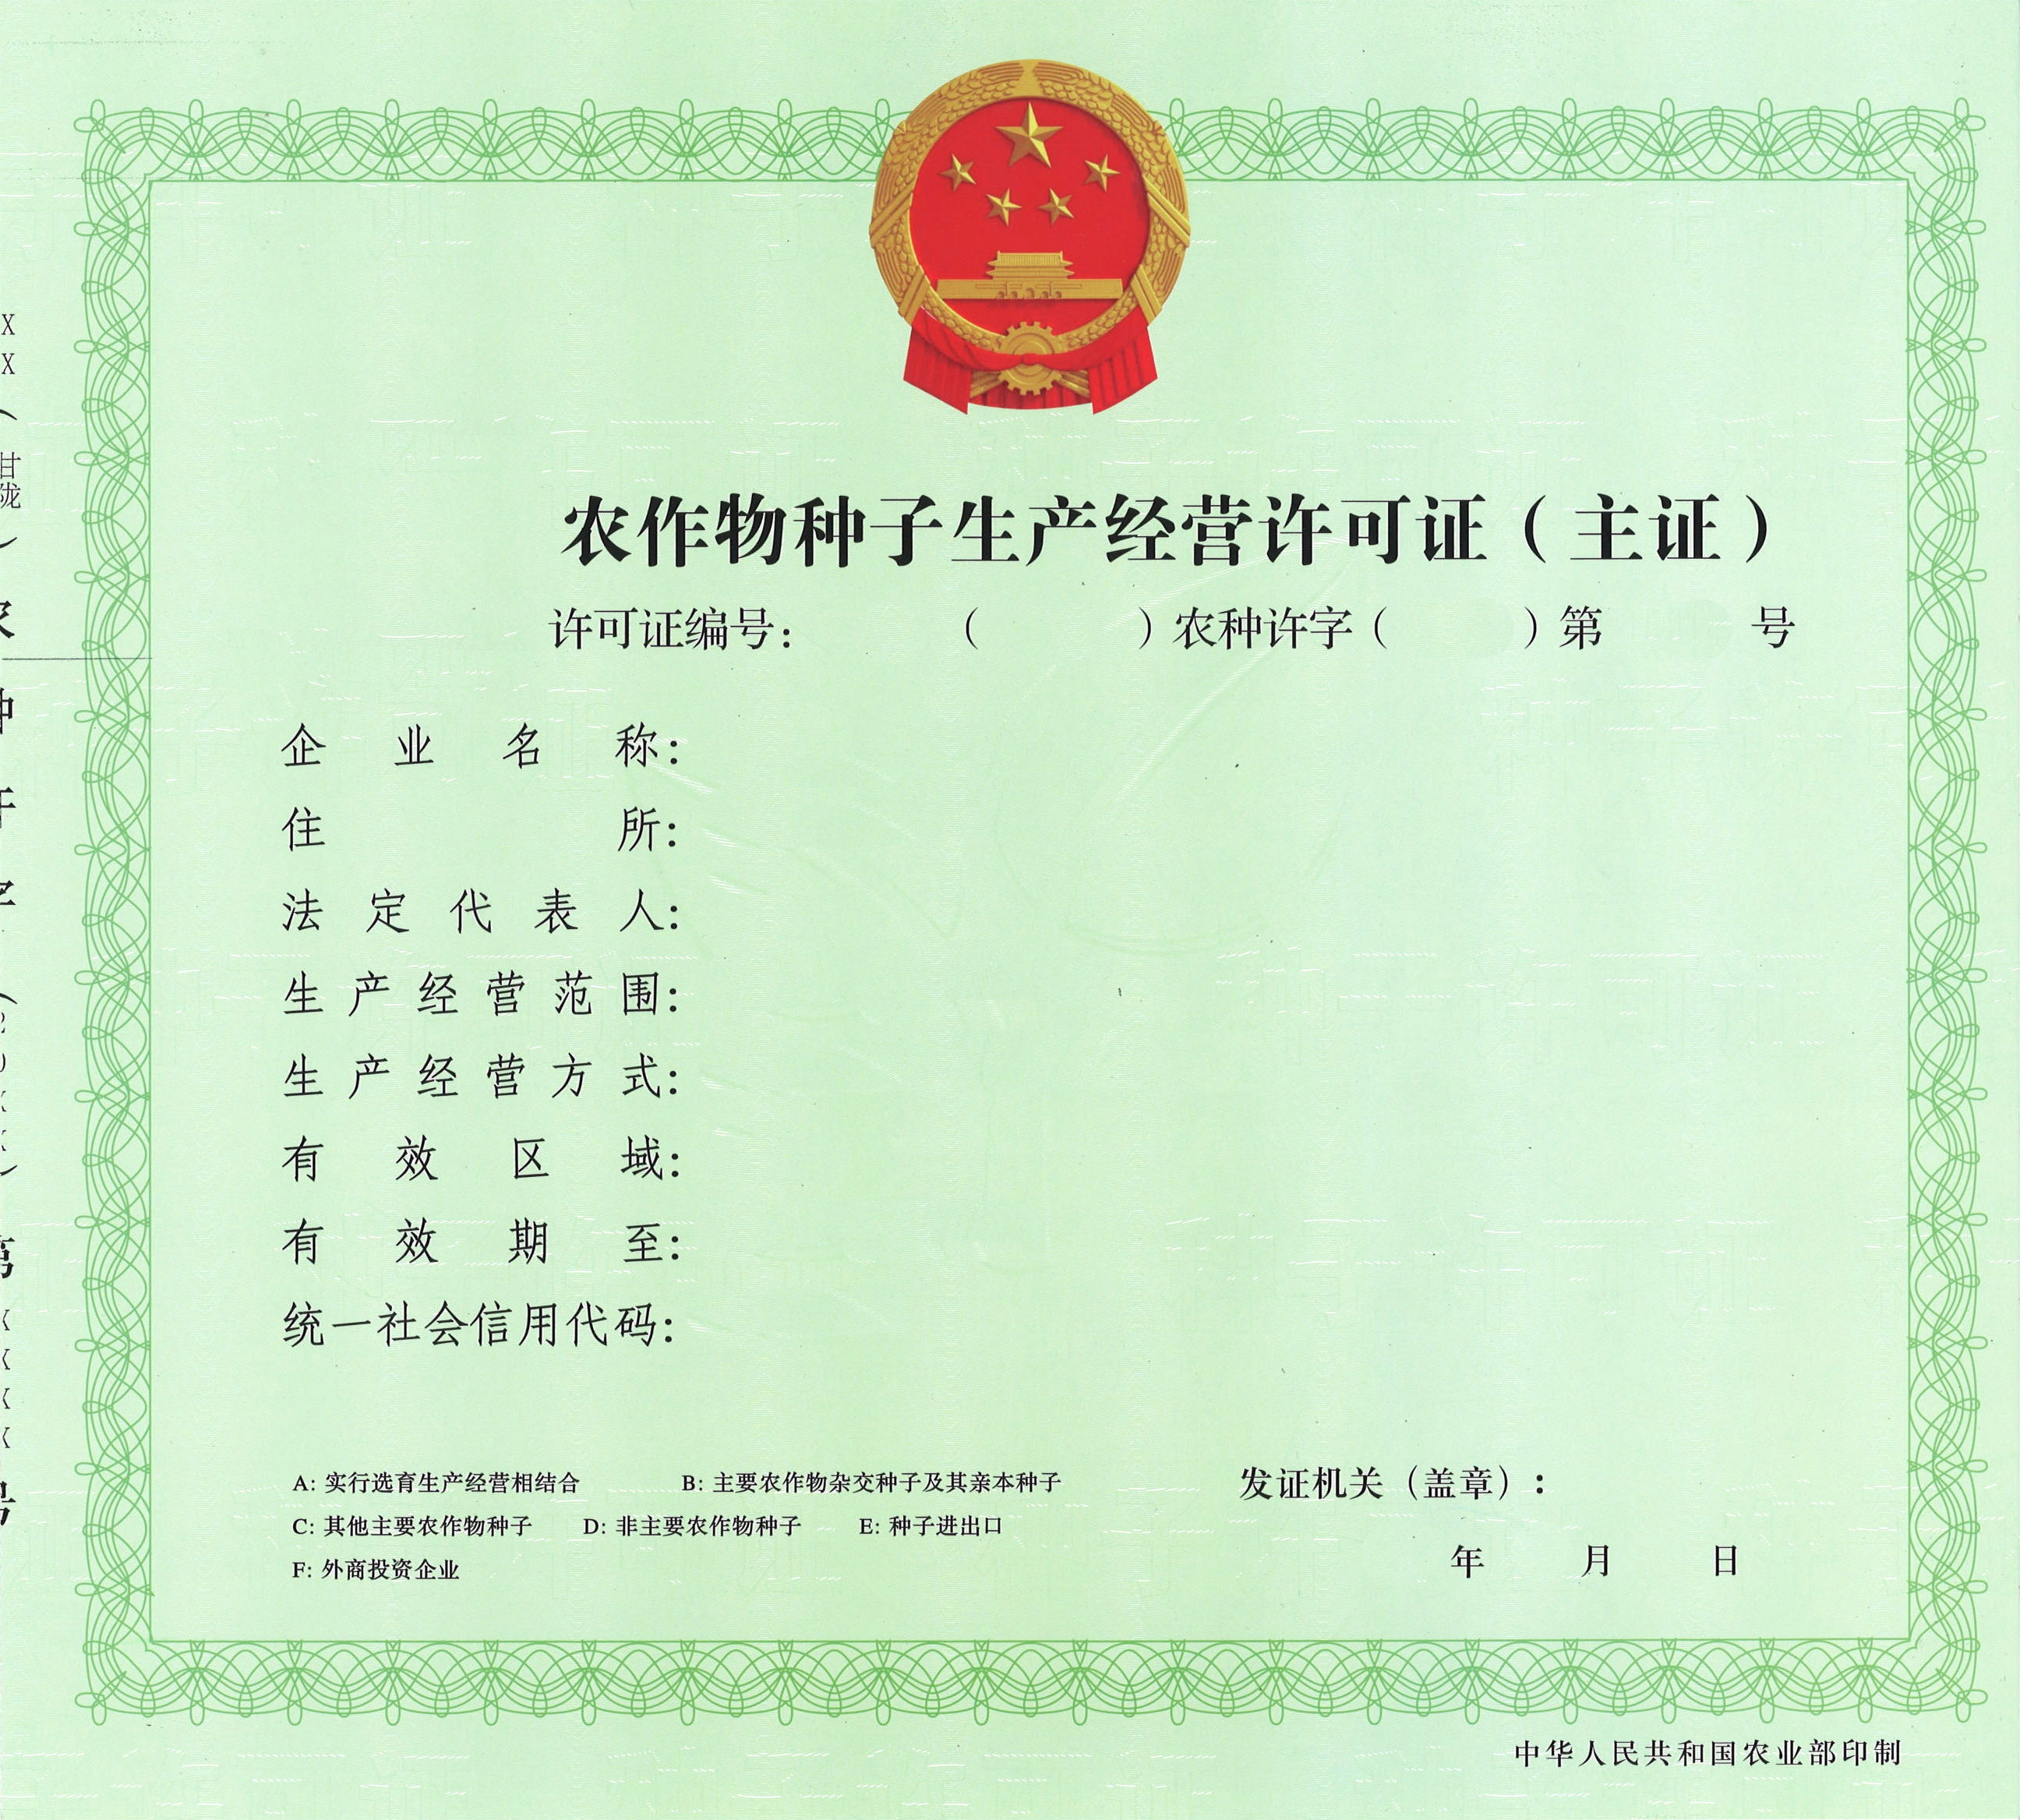 农作物种子生产经营许可证（主证）
许可证编号：（ ）农种许字（ ）第 号
企业名称：
住所：
法定代表人：
生产经营范围：
生产经营方式：
有效区域：
有效期至：
统一社会信用代码：
A: 实行选育生产经营相结合 B: 主要农作物杂交种子及其亲本种子
C: 其他主要农作物种子 D: 非主要农作物种子 E: 种子进出口
F: 外商投资企业
发证机关（盖章）：
年 月 日
中华人民共和国农业部印制